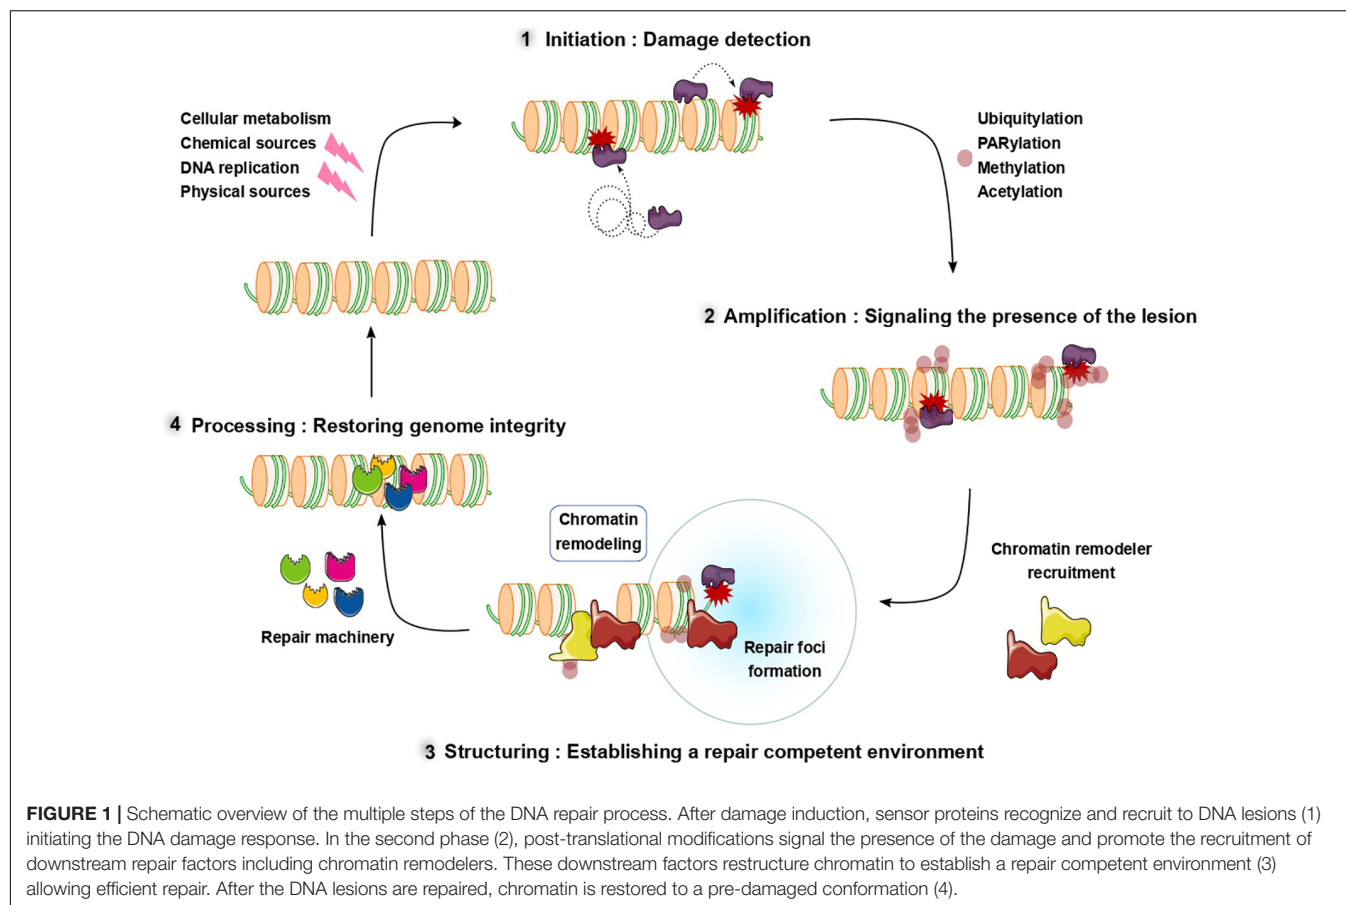 1 Initiation : Damage detection
Cellular metabolism
Chemical sources
DNA replication
Physical sources
Ubiquitylation
PARylation
Methylation
Acetylation
2 Amplification : Signaling the presence of the lesion
4 Processing : Restoring genome integrity
Chromatin
remodeling
Chromatin remodeler
recruitment
Repair machinery
Repair foci
formation
3 Structuring : Establishing a repair competent environment
FIGURE 1 | Schematic overview of the multiple steps of the DNA repair process. After damage induction, sensor proteins recognize and recruit to DNA lesions (1)
initiating the DNA damage response. In the second phase (2), post-translational modifications signal the presence of the damage and promote the recruitment of
downstream repair factors including chromatin remodelers. These downstream factors restructure chromatin to establish a repair competent environment (3)
allowing efficient repair. After the DNA lesions are repaired, chromatin is restored to a pre-damaged conformation (4).